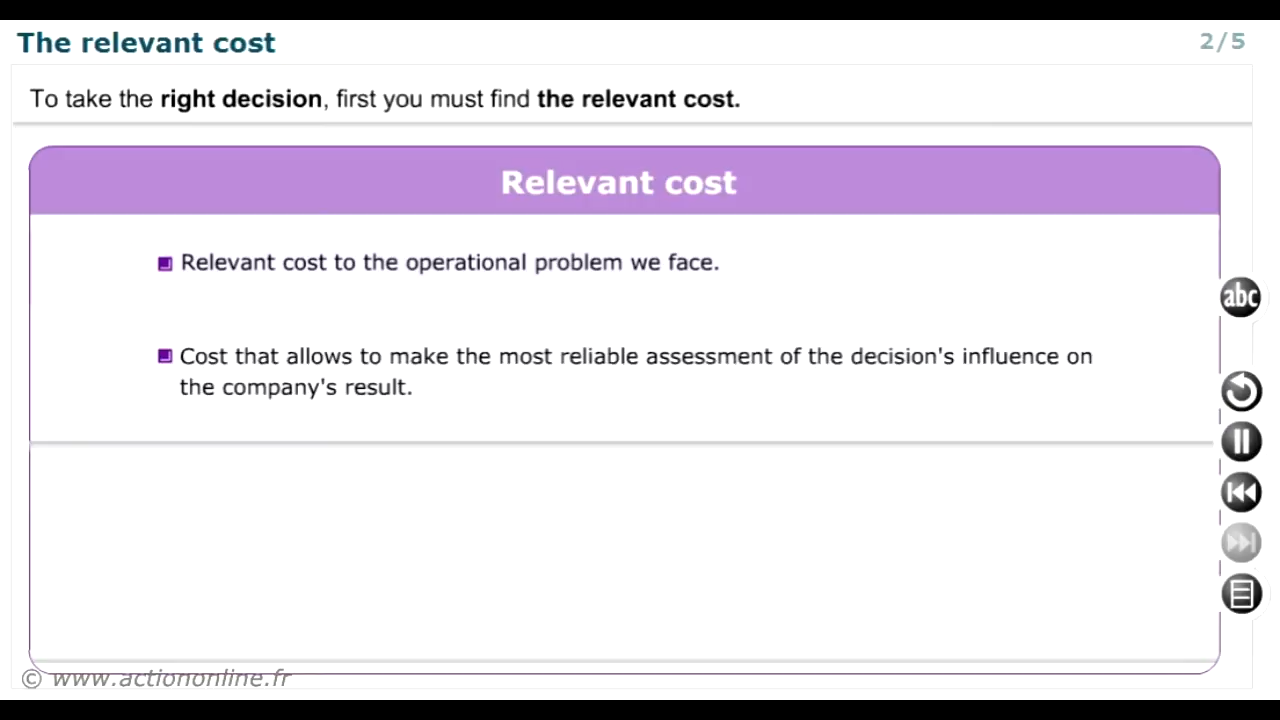 The relevant cost
2/5
To take the right decision, first you must find the relevant cost.
Relevant cost
Relevant cost to the operational problem we face.
Cost that allows to make the most reliable assessment of the decision's influence on
the company's result.
abc
© www.actiononline.fr